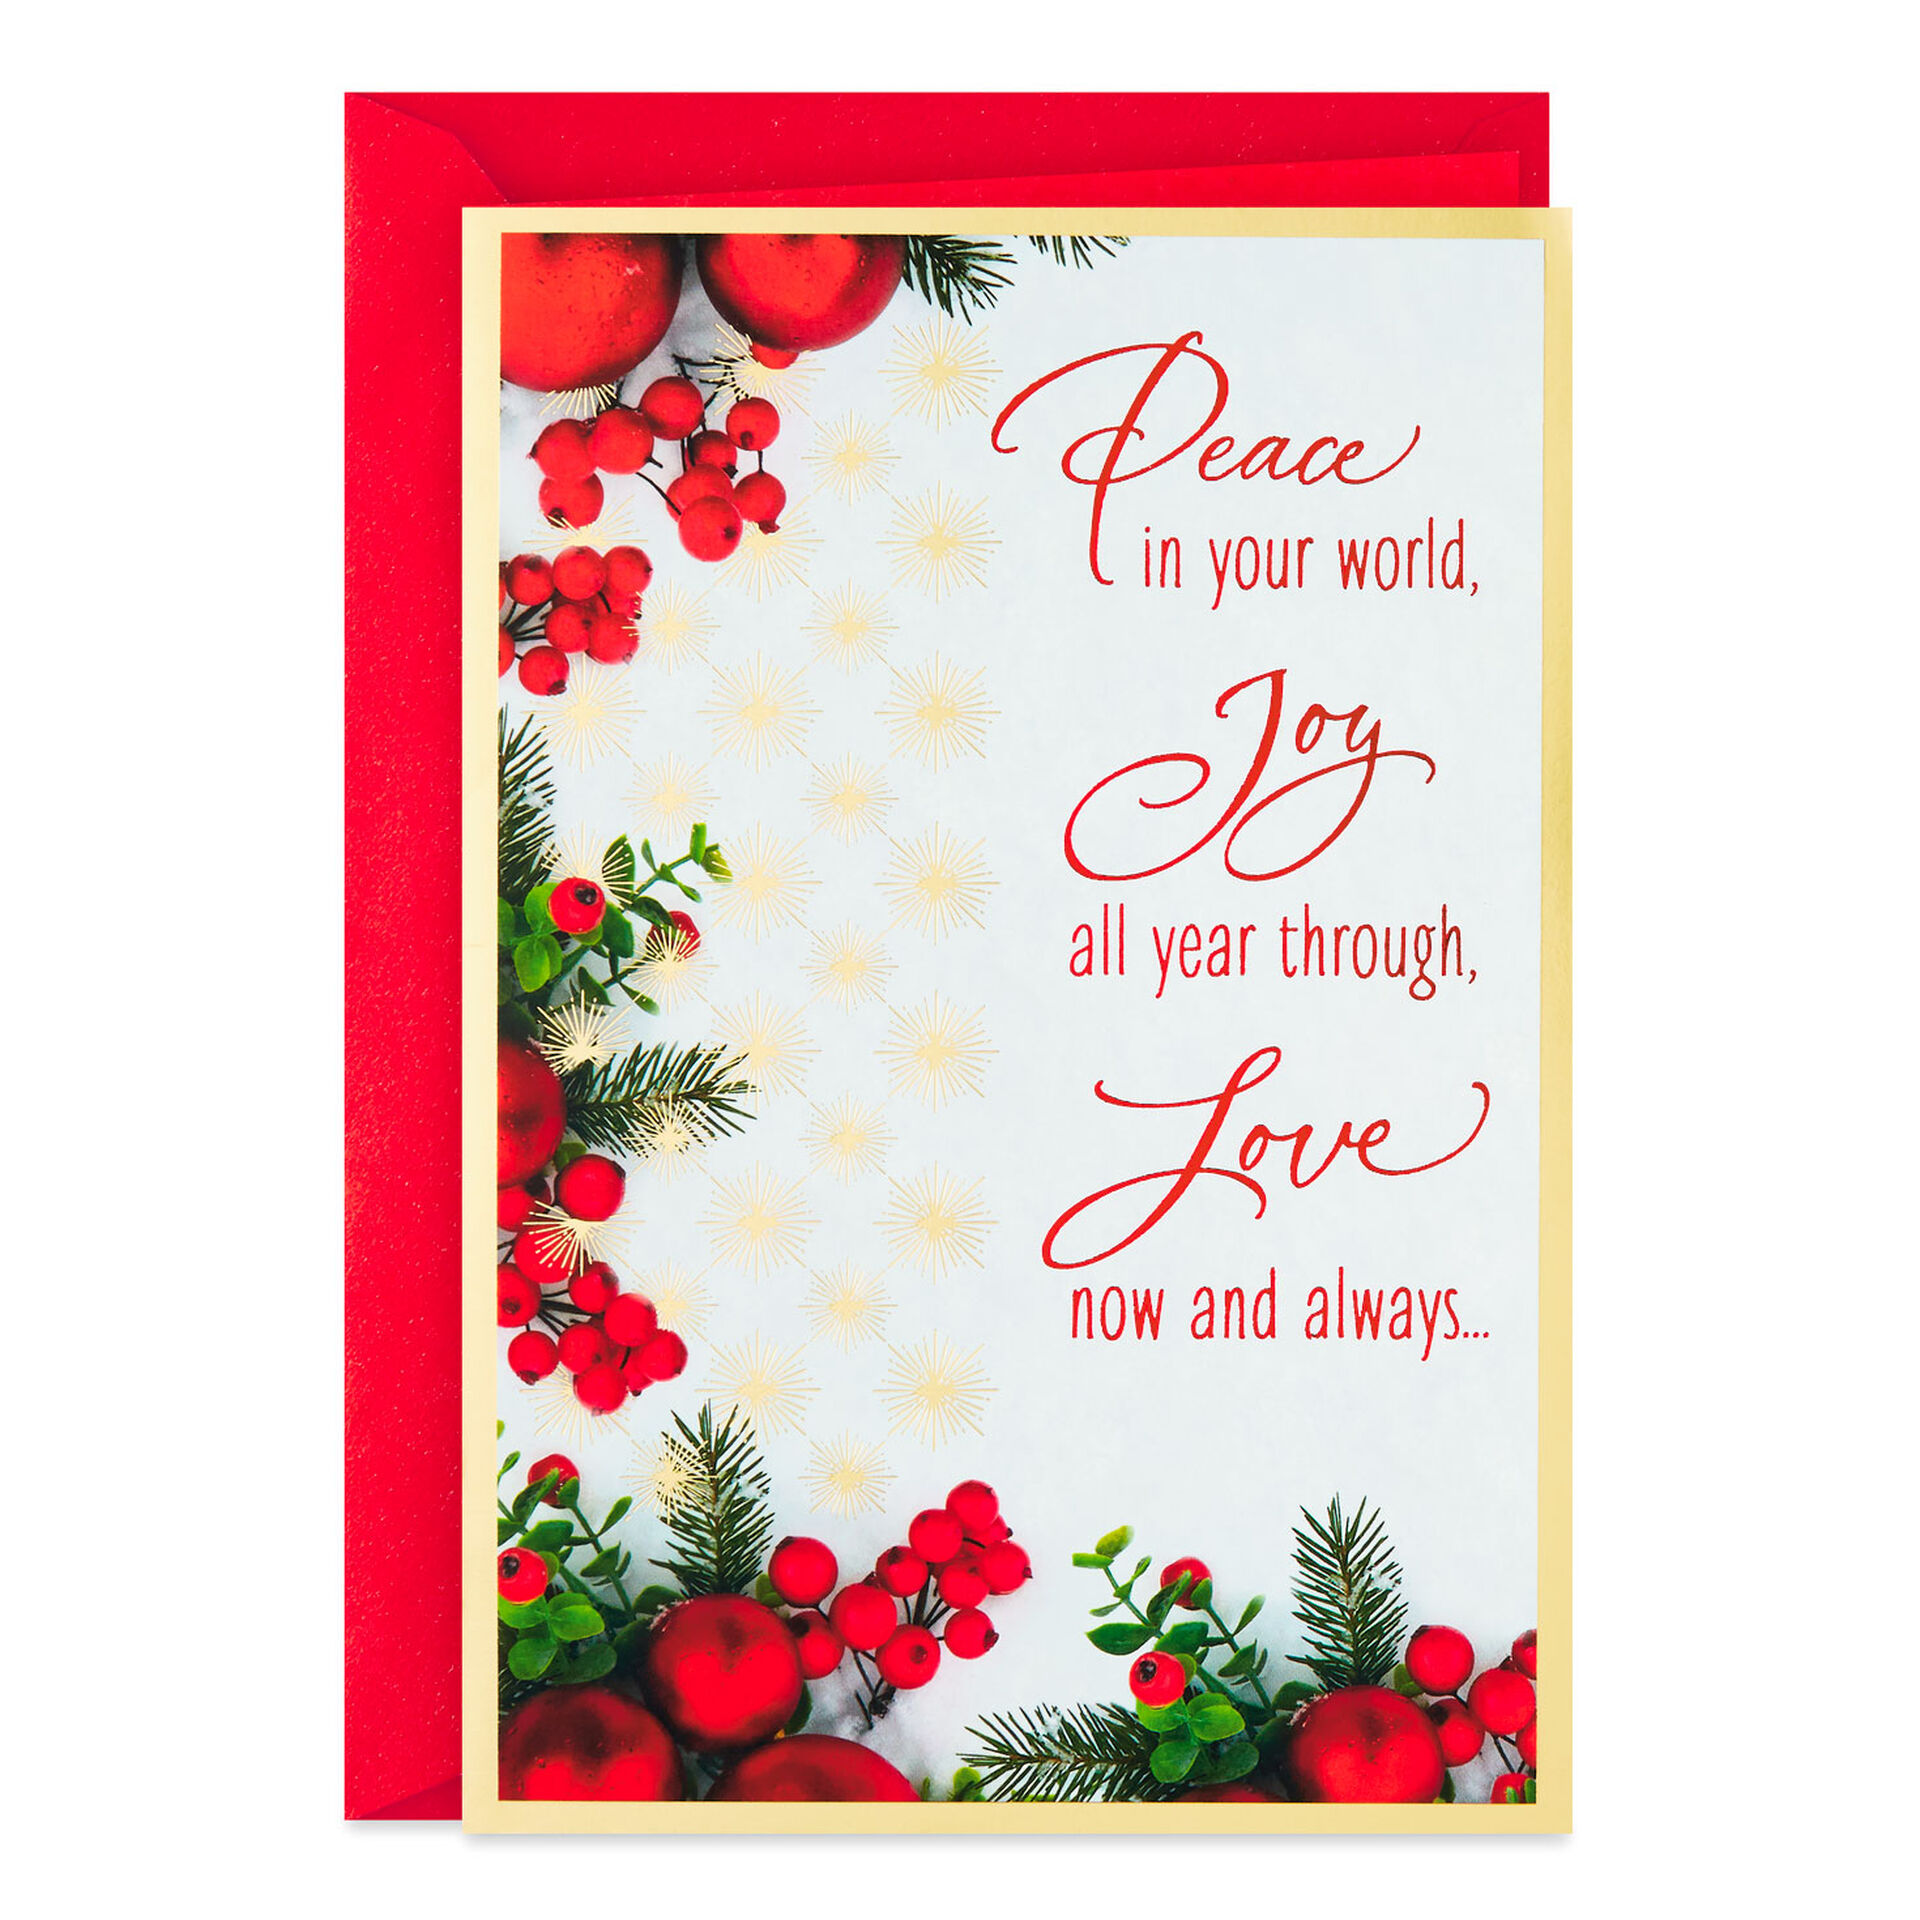 Peace
in your world,
Joy
all year through,
Love
now and always...